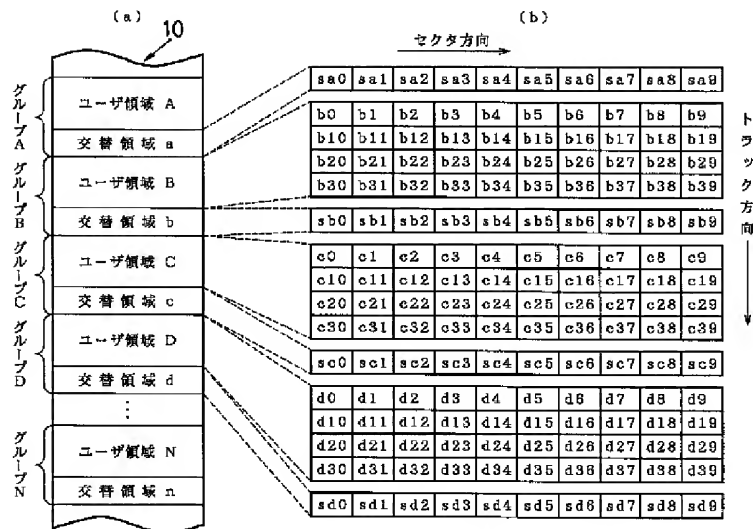 (a)
10
グループA
ユーザ領域 A
交替領域 a
グループB
ユーザ領域 B
交替領域 b
グループC
ユーザ領域 C
交替領域 c
グループD
ユーザ領域 D
交替領域 d
⋮
グループN
ユーザ領域 N
交替領域 n
(b)
セクタ方向
トラック方向
sa0 sa1 sa2 sa3 sa4 sa5 sa6 sa7 sa8 sa9
b0 b1 b2 b3 b4 b5 b6 b7 b8 b9
b10 b11 b12 b13 b14 b15 b16 b17 b18 b19
b20 b21 b22 b23 b24 b25 b26 b27 b28 b29
b30 b31 b32 b33 b34 b35 b36 b37 b38 b39
sb0 sb1 sb2 sb3 sb4 sb5 sb6 sb7 sb8 sb9
c0 c1 c2 c3 c4 c5 c6 c7 c8 c9
c10 c11 c12 c13 c14 c15 c16 c17 c18 c19
c20 c21 c22 c23 c24 c25 c26 c27 c28 c29
c30 c31 c32 c33 c34 c35 c36 c37 c38 c39
sc0 sc1 sc2 sc3 sc4 sc5 sc6 sc7 sc8 sc9
d0 d1 d2 d3 d4 d5 d6 d7 d8 d9
d10 d11 d12 d13 d14 d15 d16 d17 d18 d19
d20 d21 d22 d23 d24 d25 d26 d27 d28 d29
d30 d31 d32 d33 d34 d35 d36 d37 d38 d39
sd0 sd1 sd2 sd3 sd4 sd5 sd6 sd7 sd8 sd9